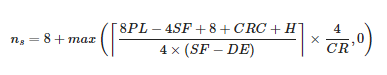 n_s = 8 + max(⌈(8PL − 4SF + 8 + CRC + H) / (4 × (SF − DE))⌉ × 4/CR, 0)